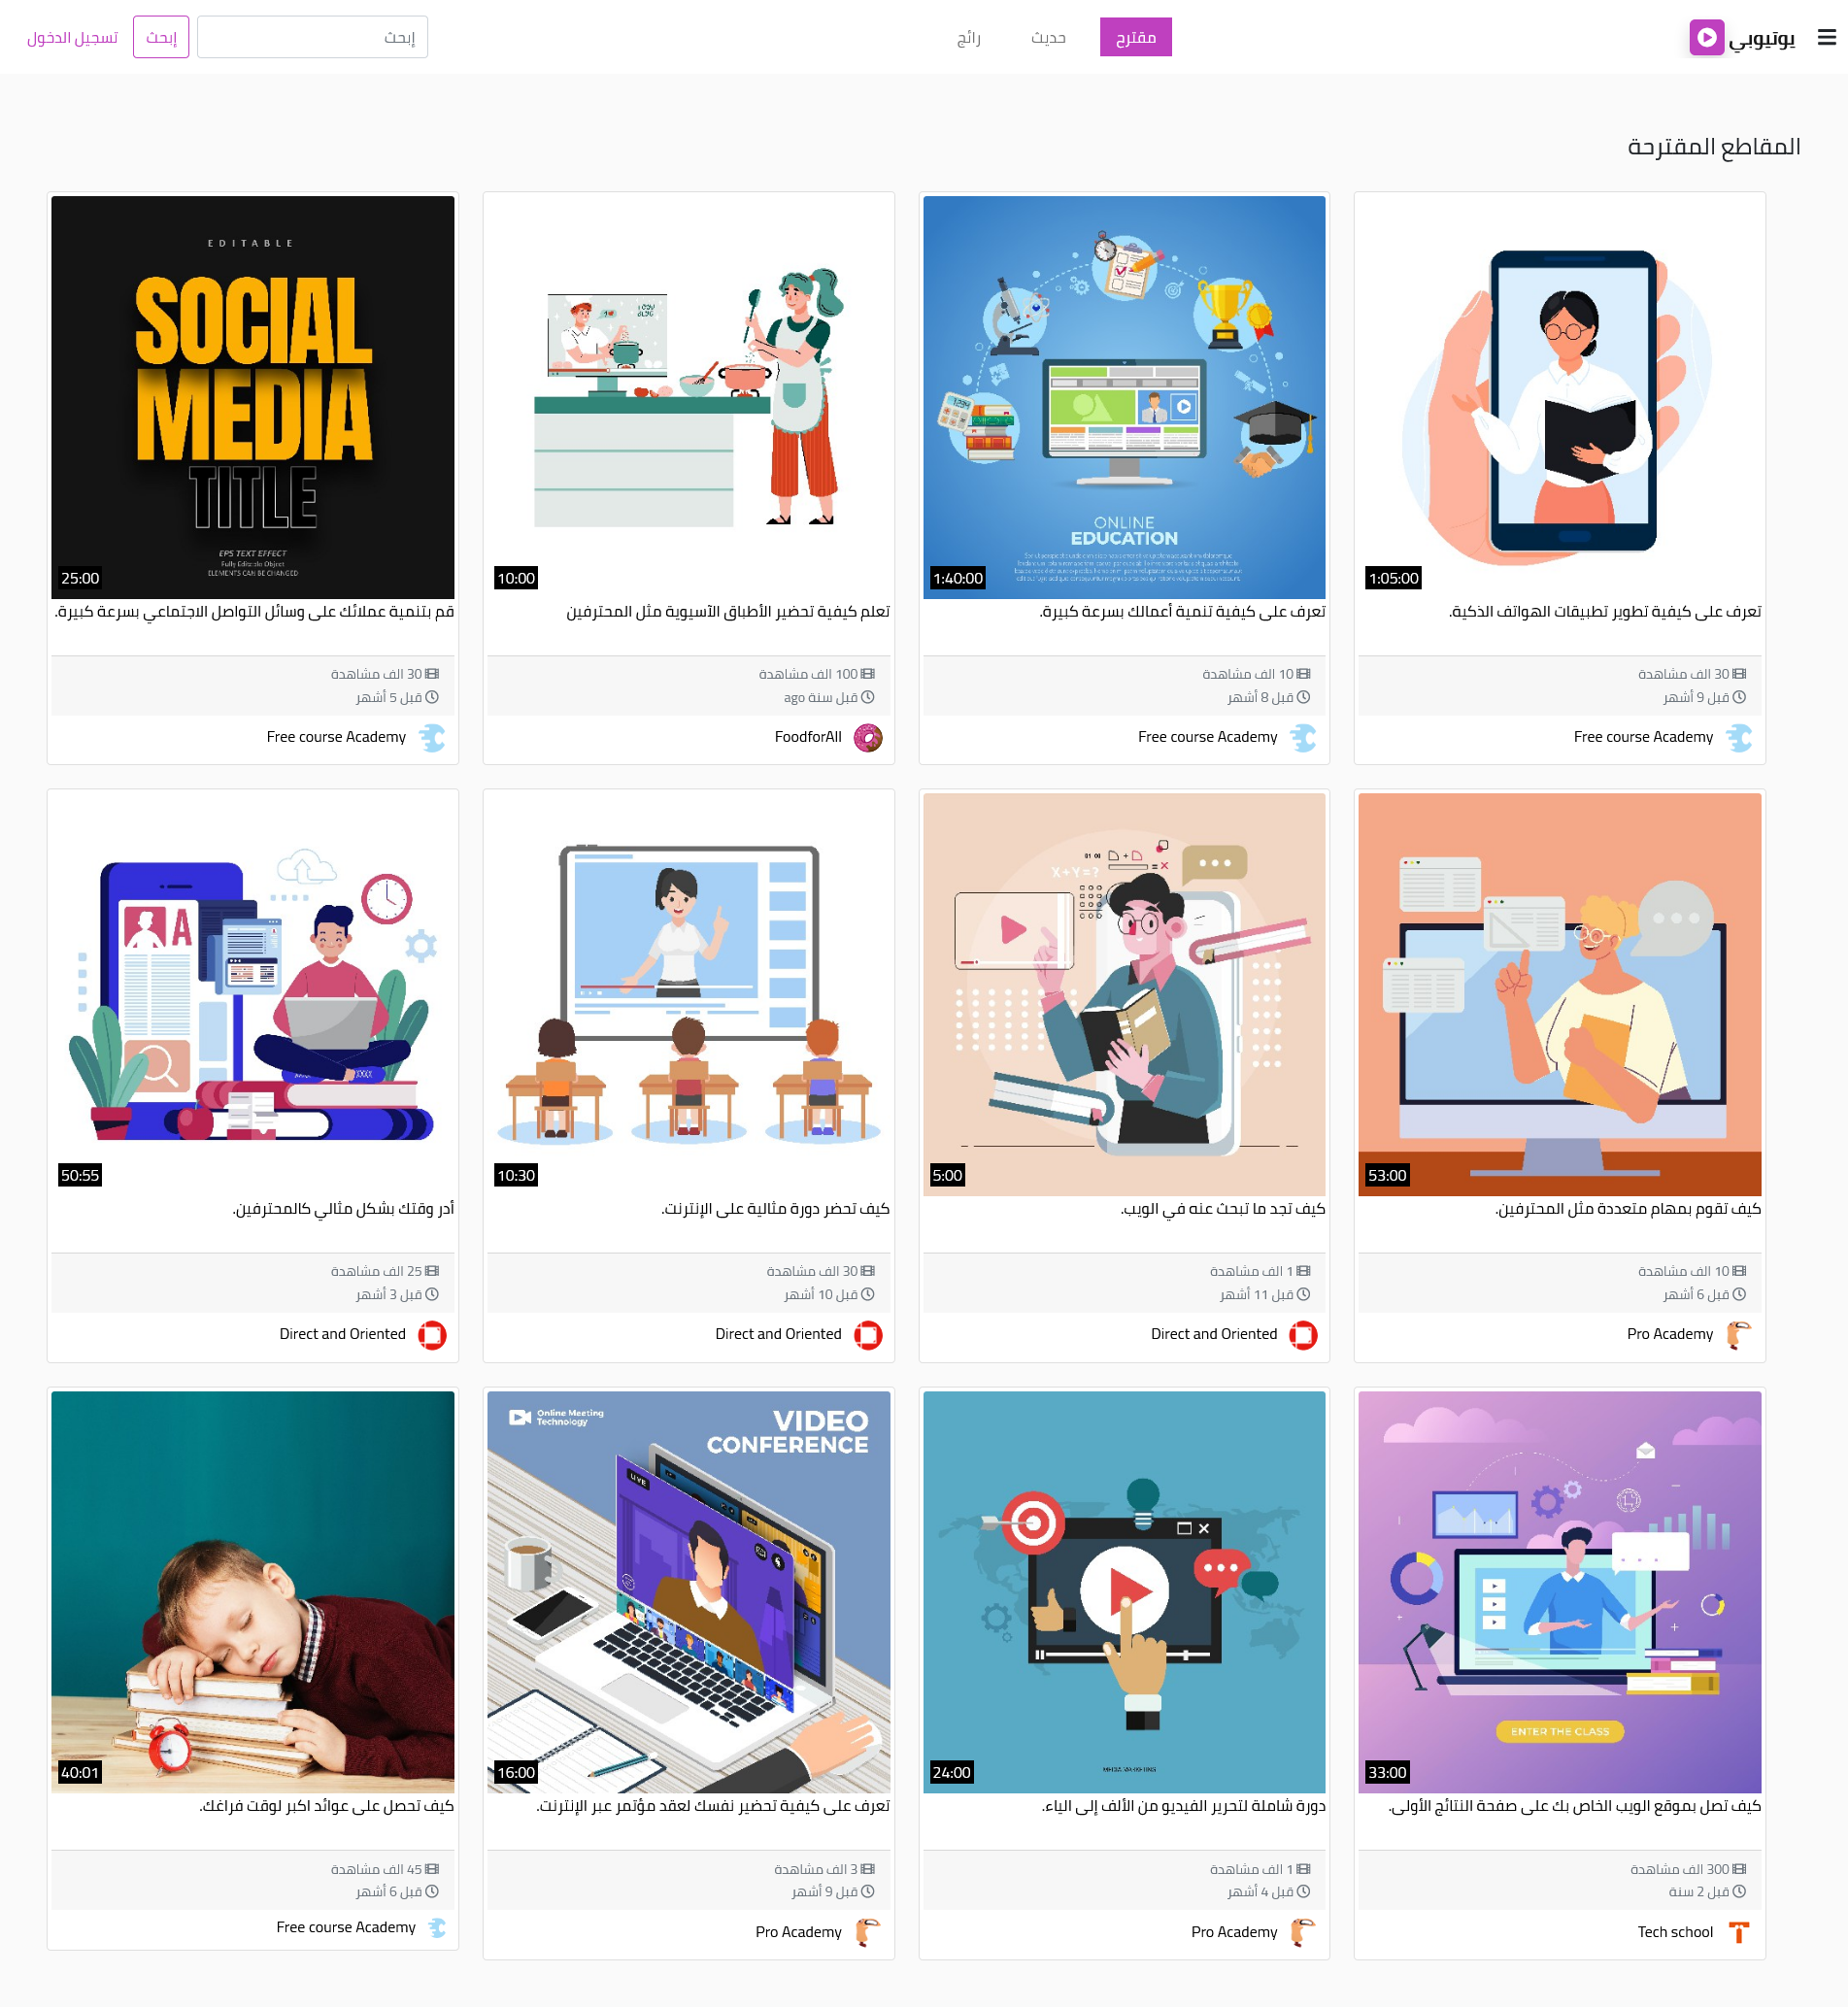 يوتيوبي
مقترح
حديث
رائج
إبحث
إبحث
تسجيل الدخول
المقاطع المقترحة
1:05:00
تعرف على كيفية تطوير تطبيقات الهواتف الذكية.
30 الف مشاهدة
قبل 9 أشهر
Free course Academy
ONLINE
EDUCATION
1:40:00
تعرف على كيفية تنمية أعمالك بسرعة كبيرة.
10 الف مشاهدة
قبل 8 أشهر
Free course Academy
10:00
تعلم كيفية تحضير الأطباق الآسيوية مثل المحترفين
100 الف مشاهدة
قبل سنة ago
FoodforAll
EDITABLE
SOCIAL
MEDIA
TITLE
EPS TEXT EFFECT
Fully Editable Object
ELEMENTS CAN BE CHANGED
25:00
قم بتنمية عملائك على وسائل التواصل الاجتماعي بسرعة كبيرة.
30 الف مشاهدة
قبل 5 أشهر
Free course Academy
53:00
كيف تقوم بمهام متعددة مثل المحترفين.
10 الف مشاهدة
قبل 6 أشهر
Pro Academy
X+Y=?
5:00
كيف تجد ما تبحث عنه في الويب.
1 الف مشاهدة
قبل 11 أشهر
Direct and Oriented
10:30
كيف تحضر دورة مثالية على الإنترنت.
30 الف مشاهدة
قبل 10 أشهر
Direct and Oriented
A
50:55
أدر وقتك بشكل مثالي كالمحترفين.
25 الف مشاهدة
قبل 3 أشهر
Direct and Oriented
ENTER THE CLASS
33:00
كيف تصل بموقع الويب الخاص بك على صفحة النتائج الأولى.
300 الف مشاهدة
قبل 2 سنة
Tech school
24:00
دورة شاملة لتحرير الفيديو من الألف إلى الياء.
1 الف مشاهدة
قبل 4 أشهر
Pro Academy
Online Meeting
Technology
VIDEO
CONFERENCE
LIVE
16:00
تعرف على كيفية تحضير نفسك لعقد مؤتمر عبر الإنترنت.
3 الف مشاهدة
قبل 9 أشهر
Pro Academy
40:01
كيف تحصل على عوائد اكبر لوقت فراغك.
45 الف مشاهدة
قبل 6 أشهر
Free course Academy